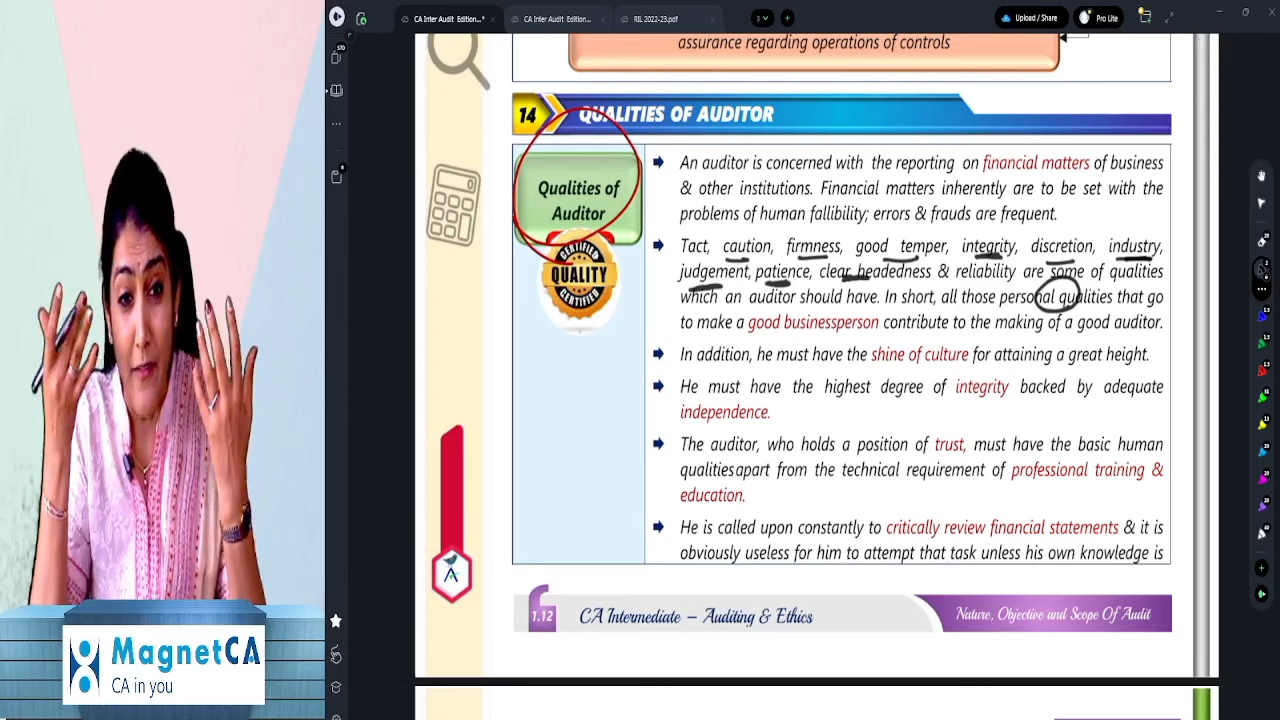 CA Inter Audit Edition...*
CA Inter Audit Edition...
RIL 2022-23.pdf
3
Upload / Share
Pro Lite
570
assurance regarding operations of controls
14
QUALITIES OF AUDITOR
Qualities of
Auditor
CERTIFIED
QUALITY
CERTIFIED
An auditor is concerned with the reporting on financial matters of business
& other institutions. Financial matters inherently are to be set with the
problems of human fallibility; errors & frauds are frequent.
Tact, caution, firmness, good temper, integrity, discretion, industry,
judgement, patience, clear headedness & reliability are some of qualities
which an auditor should have. In short, all those personal qualities that go
to make a good businessperson contribute to the making of a good auditor.
In addition, he must have the shine of culture for attaining a great height.
He must have the highest degree of integrity backed by adequate
independence.
The auditor, who holds a position of trust, must have the basic human
qualities apart from the technical requirement of professional training &
education.
He is called upon constantly to critically review financial statements & it is
obviously useless for him to attempt that task unless his own knowledge is
1.12
CA Intermediate – Auditing & Ethics
Nature, Objective and Scope Of Audit
MagnetCA
CA in you